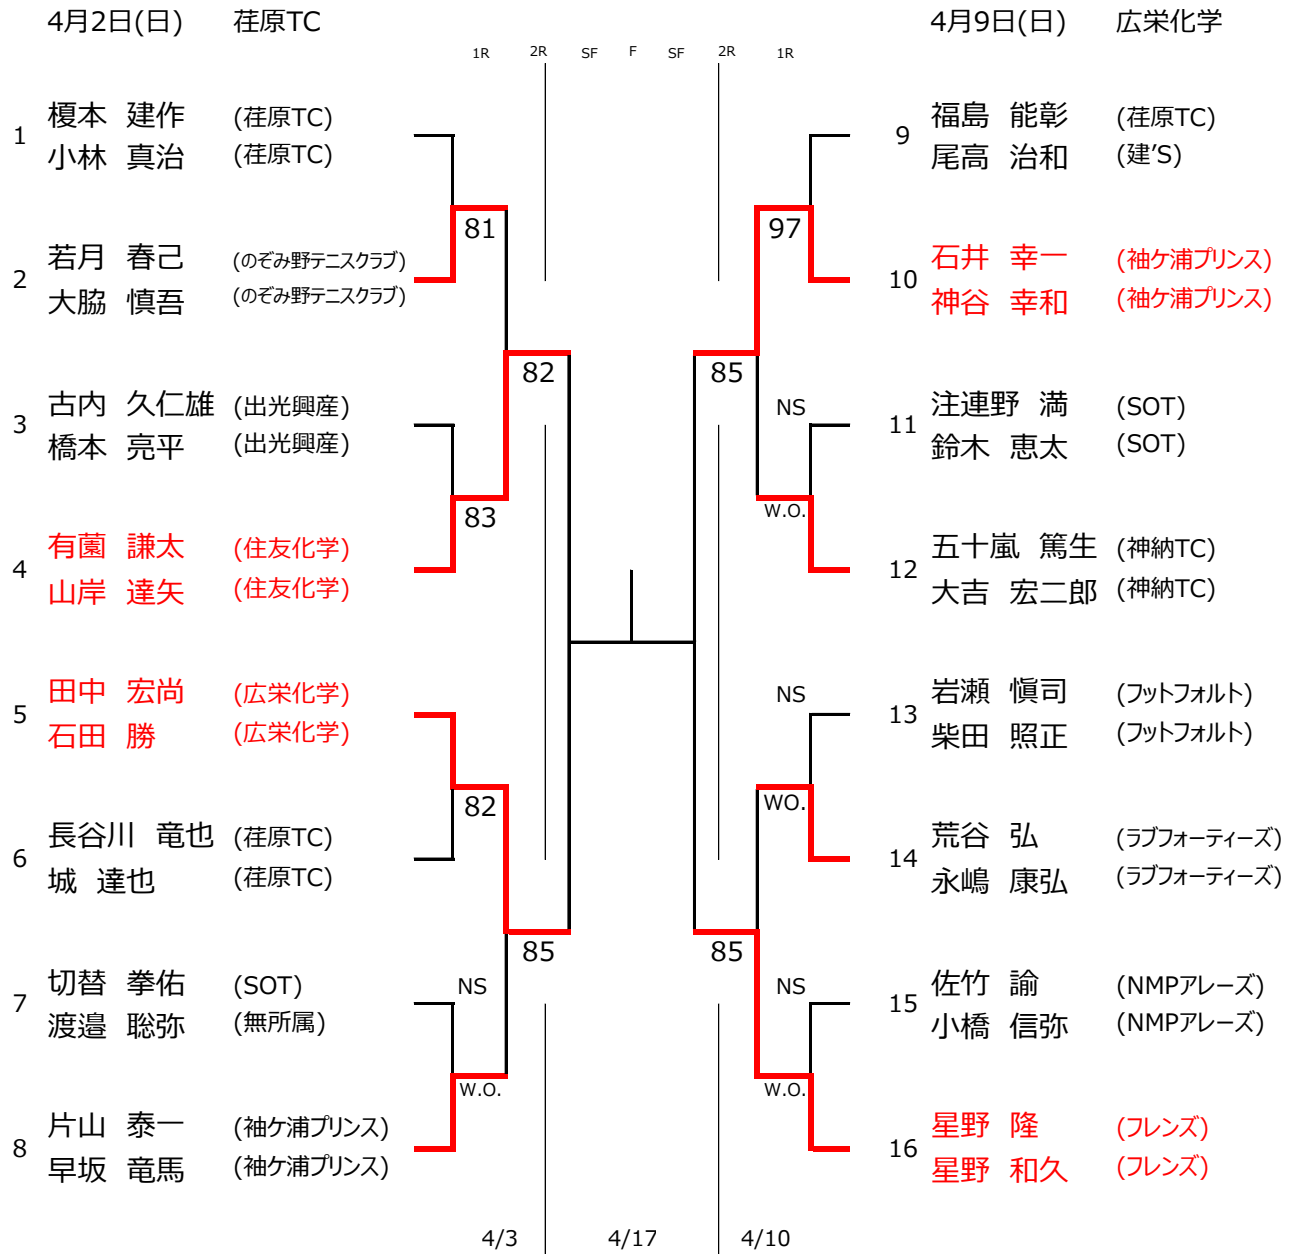 4月2日(日) 荏原TC
4月9日(日) 広栄化学
1R 2R SF F SF 2R 1R
1 榎本 建作 (荏原TC)
小林 真治 (荏原TC)
81
2 若月 春己 (のぞみ野テニスクラブ)
大脇 慎吾 (のぞみ野テニスクラブ)
82
3 古内 久仁雄 (出光興産)
橋本 亮平 (出光興産)
83
4 有薗 謙太 (住友化学)
山岸 達矢 (住友化学)
5 田中 宏尚 (広栄化学)
石田 勝 (広栄化学)
82
6 長谷川 竜也 (荏原TC)
城 達也 (荏原TC)
85
7 切替 拳佑 (SOT) NS
渡邉 聡弥 (無所属)
W.O.
8 片山 泰一 (袖ケ浦プリンス)
早坂 竜馬 (袖ケ浦プリンス)
9 福島 能彰 (荏原TC)
尾高 治和 (建'S)
97
10 石井 幸一 (袖ケ浦プリンス)
神谷 幸和 (袖ケ浦プリンス)
85
NS 11 注連野 満 (SOT)
鈴木 恵太 (SOT)
W.O.
12 五十嵐 篤生 (神納TC)
大吉 宏二郎 (神納TC)
NS 13 岩瀬 愼司 (フットフォルト)
柴田 照正 (フットフォルト)
WO.
14 荒谷 弘 (ラブフォーティーズ)
永嶋 康弘 (ラブフォーティーズ)
85
NS 15 佐竹 諭 (NMPアレーズ)
小橋 信弥 (NMPアレーズ)
W.O.
16 星野 隆 (フレンズ)
星野 和久 (フレンズ)
4/3 4/17 4/10